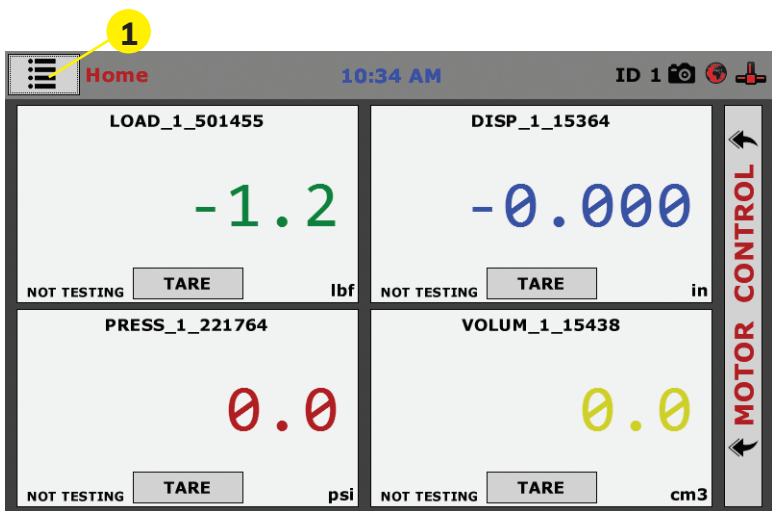 1
Home 10:34 AM ID 1
LOAD_1_501455
-1.2
NOT TESTING TARE lbf
DISP_1_15364
-0.000
NOT TESTING TARE in
PRESS_1_221764
0.0
NOT TESTING TARE psi
VOLUM_1_15438
0.0
NOT TESTING TARE cm3
MOTOR CONTROL